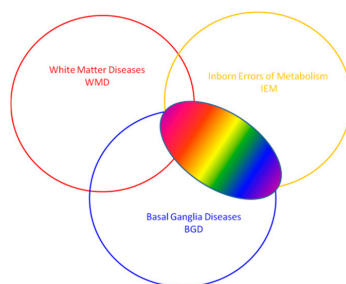 White Matter Diseases
WMD
Inborn Errors of Metabolism
IEM
Basal Ganglia Diseases
BGD